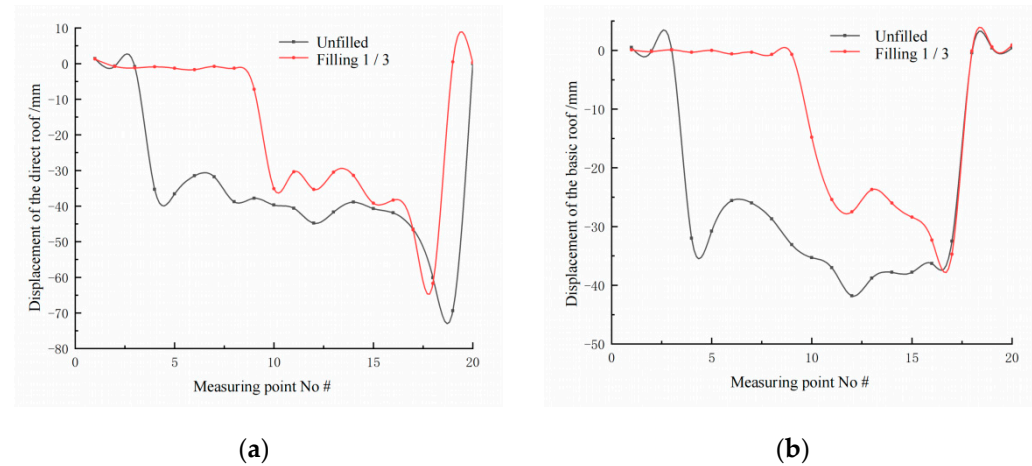 Unfilled
Filling 1 / 3
Displacement of the direct roof /mm
10
0
−10
−20
−30
−40
−50
−60
−70
−80
0 5 10 15 20
Measuring point No #
(a)
Unfilled
Filling 1 / 3
Displacement of the basic roof /mm
0
−10
−20
−30
−40
−50
0 5 10 15 20
Measuring point No #
(b)